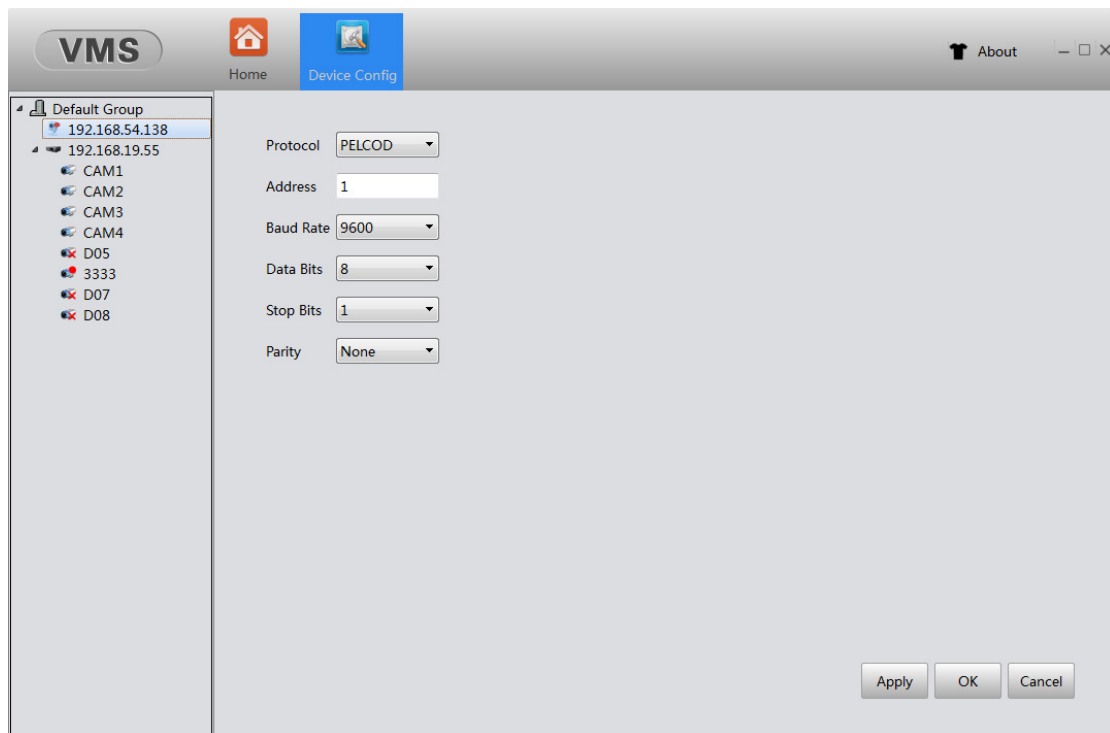 VMS
Home
Device Config
About
Default Group
192.168.54.138
192.168.19.55
CAM1
CAM2
CAM3
CAM4
D05
3333
D07
D08
Protocol PELCOD
Address 1
Baud Rate 9600
Data Bits 8
Stop Bits 1
Parity None
Apply OK Cancel